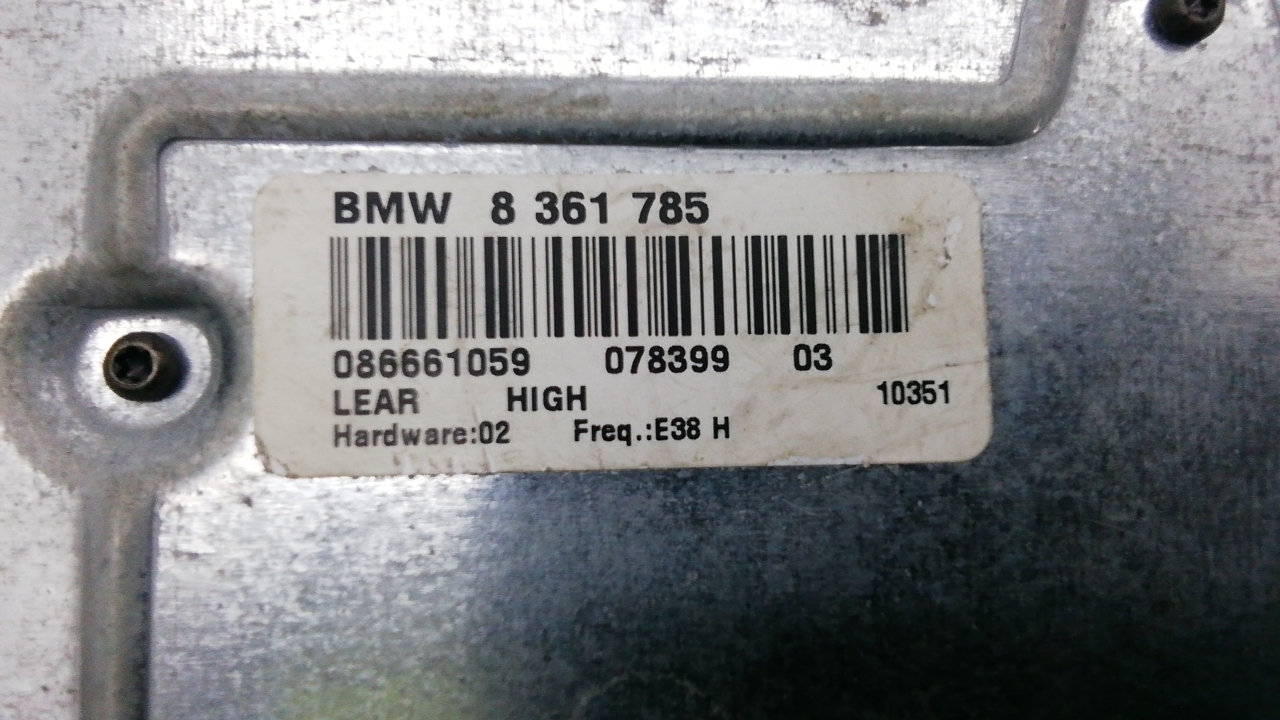 BMW 8 361 785
086661059 078399 03
LEAR HIGH 10351
Hardware:02 Freq.:E38 H